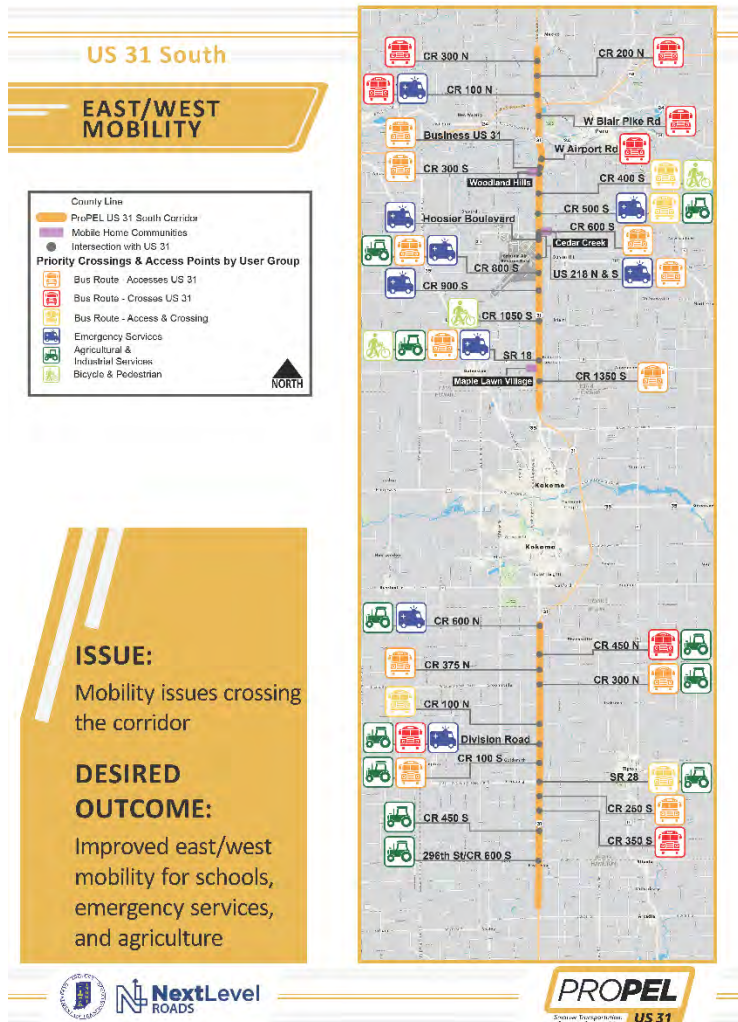 US 31 South
EAST/WEST
MOBILITY
County Line
ProPEL US 31 South Corridor
Mobile Home Communities
Intersection with US 31
Priority Crossings & Access Points by User Group
Bus Route - Accesses US 31
Bus Route - Crosses US 31
Bus Route - Access & Crossing
Emergency Services
Agricultural &
Industrial Services
Bicycle & Pedestrian
NORTH
CR 300 N
CR 200 N
CR 100 N
W Blair Pike Rd
Peru
Business US 31
W Airport Rd
CR 300 S
Woodland Hills
CR 400 S
CR 500 S
Hoosier Boulevard
CR 600 S
Cedar Creek
CR 600 S
US 218 N & S
CR 900 S
CR 1050 S
SR 18
Maple Lawn Village
CR 1350 S
Kokomo
Kokomo
CR 600 N
CR 450 N
CR 375 N
CR 300 N
CR 100 N
Division Road
CR 100 S
SR 28
CR 250 S
CR 450 S
CR 350 S
296th St/CR 600 S
ISSUE:
Mobility issues crossing
the corridor
DESIRED
OUTCOME:
Improved east/west
mobility for schools,
emergency services,
and agriculture
NextLevel
ROADS
PROPEL
US 31